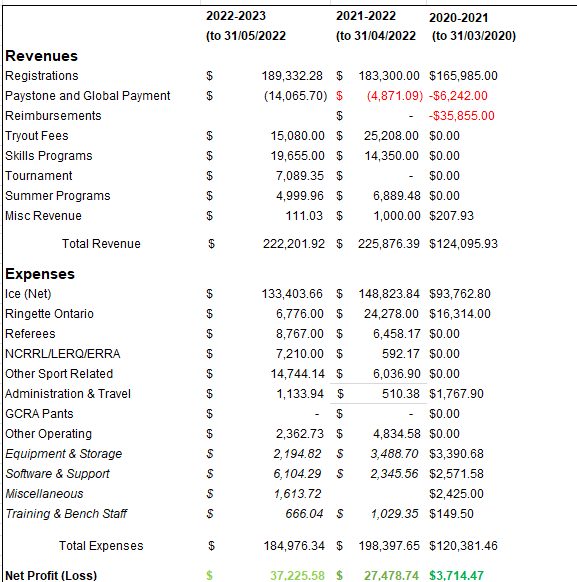 2022-2023 2021-2022 2020-2021
(to 31/05/2022 (to 31/04/2022 (to 31/03/2020)
Revenues
Registrations $ 189,332.28 $ 183,300.00 $165,985.00
Paystone and Global Payment $ (14,065.70) $ (4,871.09) -$6,242.00
Reimbursements $ - -$35,855.00
Tryout Fees $ 15,080.00 $ 25,208.00 $0.00
Skills Programs $ 19,655.00 $ 14,350.00 $0.00
Tournament $ 7,089.35 $ - $0.00
Summer Programs $ 4,999.96 $ 6,889.48 $0.00
Misc Revenue $ 111.03 $ 1,000.00 $207.93
Total Revenue $ 222,201.92 $ 225,876.39 $124,095.93
Expenses
Ice (Net) $ 133,403.66 $ 148,823.84 $93,762.80
Ringette Ontario $ 6,776.00 $ 24,278.00 $16,314.00
Referees $ 8,767.00 $ 6,458.17 $0.00
NCRRL/LERQ/ERRA $ 7,210.00 $ 592.17 $0.00
Other Sport Related $ 14,744.14 $ 6,036.90 $0.00
Administration & Travel $ 1,133.94 $ 510.38 $1,767.90
GCRA Pants $ - $ - $0.00
Other Operating $ 2,362.73 $ 4,834.58 $0.00
Equipment & Storage $ 2,194.82 $ 3,488.70 $3,390.68
Software & Support $ 6,104.29 $ 2,345.56 $2,571.58
Miscellaneous $ 1,613.72 $2,425.00
Training & Bench Staff $ 666.04 $ 1,029.35 $149.50
Total Expenses $ 184,976.34 $ 198,397.65 $120,381.46
Net Profit (Loss) $ 37,225.58 $ 27,478.74 $3,714.47